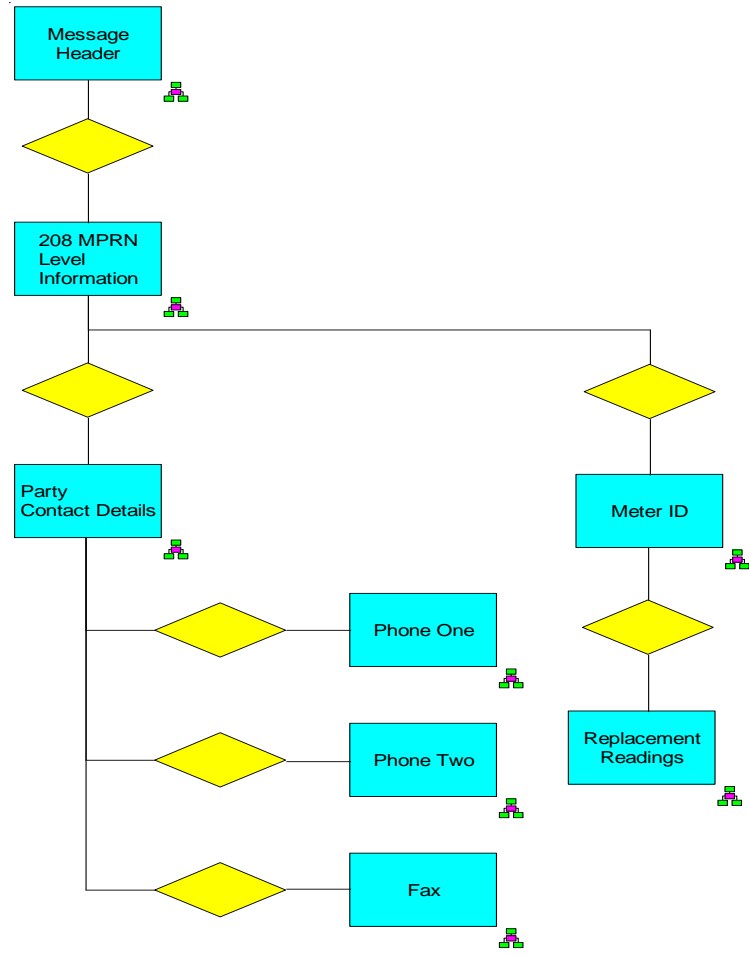 Message
Header
208 MPRN
Level
Information
Party
Contact Details
Meter ID
Phone One
Replacement
Readings
Phone Two
Fax